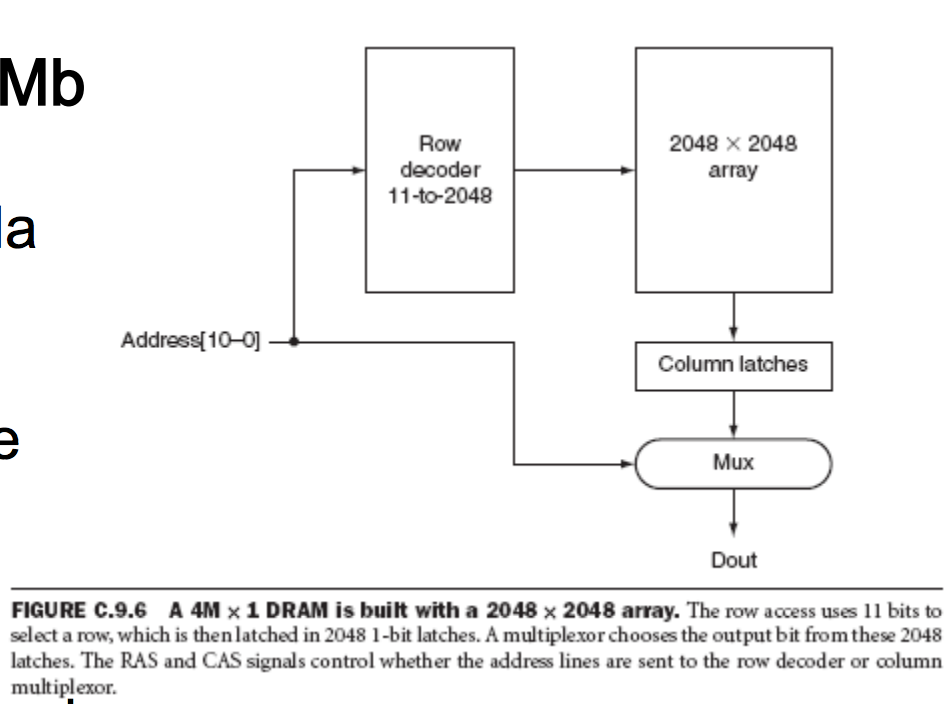 Mb
la
e
Row
decoder
11-to-2048
2048 × 2048
array
Address[10–0]
Column latches
Mux
Dout
FIGURE C.9.6 A 4M × 1 DRAM is built with a 2048 × 2048 array. The row access uses 11 bits to
select a row, which is then latched in 2048 1-bit latches. A multiplexor chooses the output bit from these 2048
latches. The RAS and CAS signals control whether the address lines are sent to the row decoder or column
multiplexor.